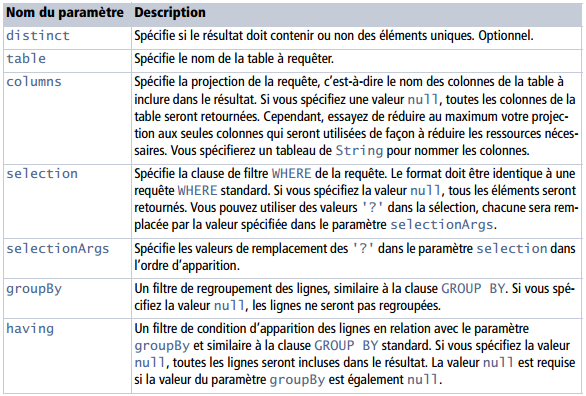 Nom du paramètre Description
distinct Spécifie si le résultat doit contenir ou non des éléments uniques. Optionnel.
table Spécifie le nom de la table à requêter.
columns Spécifie la projection de la requête, c'est-à-dire le nom des colonnes de la table à
inclure dans le résultat. Si vous spécifiez une valeur null, toutes les colonnes de la
table seront retournées. Cependant, essayez de réduire au maximum votre projec-
tion aux seules colonnes qui seront utilisées de façon à réduire les ressources néces-
saires. Vous spécifierez un tableau de String pour nommer les colonnes.
selection Spécifie la clause de filtre WHERE de la requête. Le format doit être identique à une
requête WHERE standard. Si vous spécifiez la valeur null, tous les éléments seront
retournés. Vous pouvez utiliser des valeurs '?' dans la sélection, chacune sera rem-
placée par la valeur spécifiée dans le paramètre selectionArgs.
selectionArgs Spécifie les valeurs de remplacement des '?' dans le paramètre selection dans
l'ordre d'apparition.
groupBy Un filtre de regroupement des lignes, similaire à la clause GROUP BY. Si vous spé-
cifiez la valeur null, les lignes ne seront pas regroupées.
having Un filtre de condition d'apparition des lignes en relation avec le paramètre
groupBy et similaire à la clause GROUP BY standard. Si vous spécifiez la valeur
null, toutes les lignes seront incluses dans le résultat. La valeur null est requise
si la valeur du paramètre groupBy est également null.